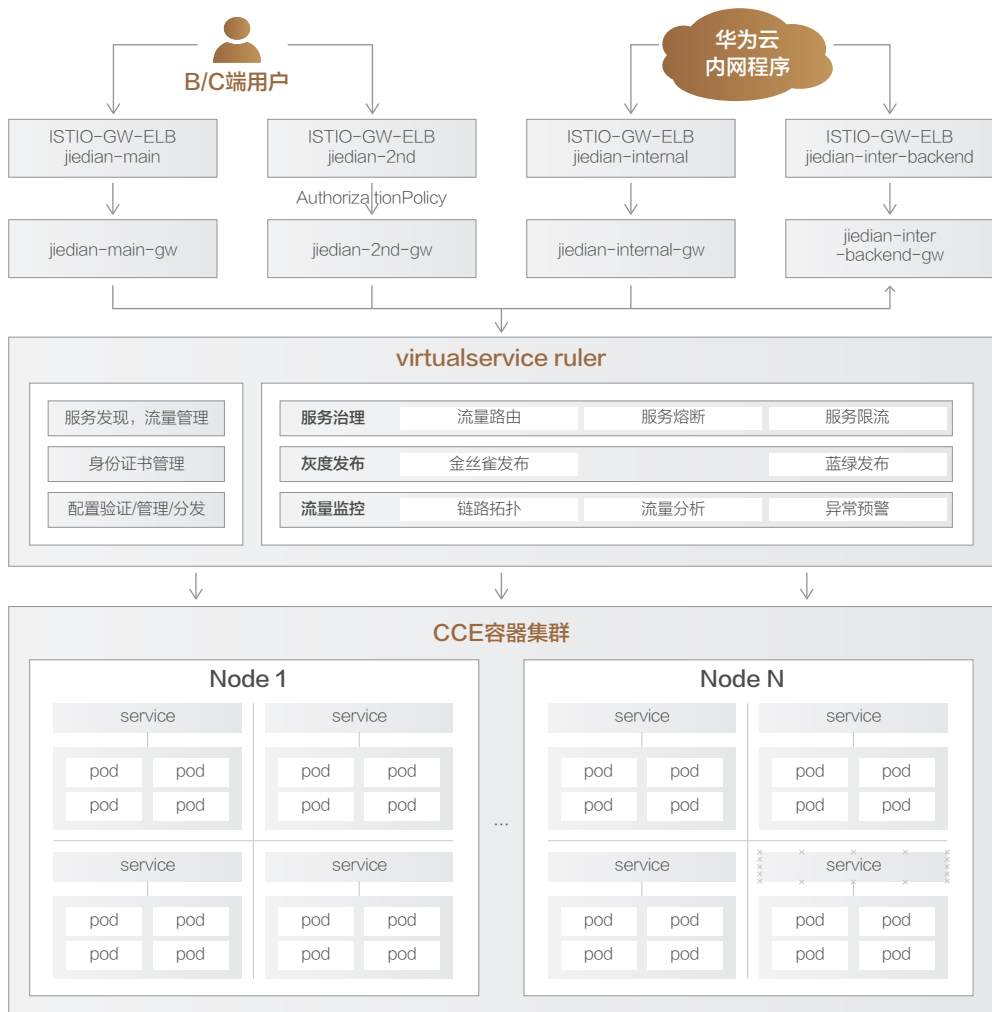 B/C端用户
华为云
内网程序
ISTIO-GW-ELB
jiedian-main
ISTIO-GW-ELB
jiedian-2nd
ISTIO-GW-ELB
jiedian-internal
ISTIO-GW-ELB
jiedian-inter-backend
AuthorizationPolicy
jiedian-main-gw
jiedian-2nd-gw
jiedian-internal-gw
jiedian-inter
-backend-gw
virtualservice ruler
服务发现，流量管理
身份证书管理
配置验证/管理/分发
服务治理 流量路由 服务熔断 服务限流
灰度发布 金丝雀发布 蓝绿发布
流量监控 链路拓扑 流量分析 异常预警
CCE容器集群
Node 1
service service
pod pod pod pod
pod pod pod pod
service service
pod pod pod pod
pod pod pod pod
...
Node N
service service
pod pod pod pod
pod pod pod pod
service service
pod pod pod pod
pod pod pod pod